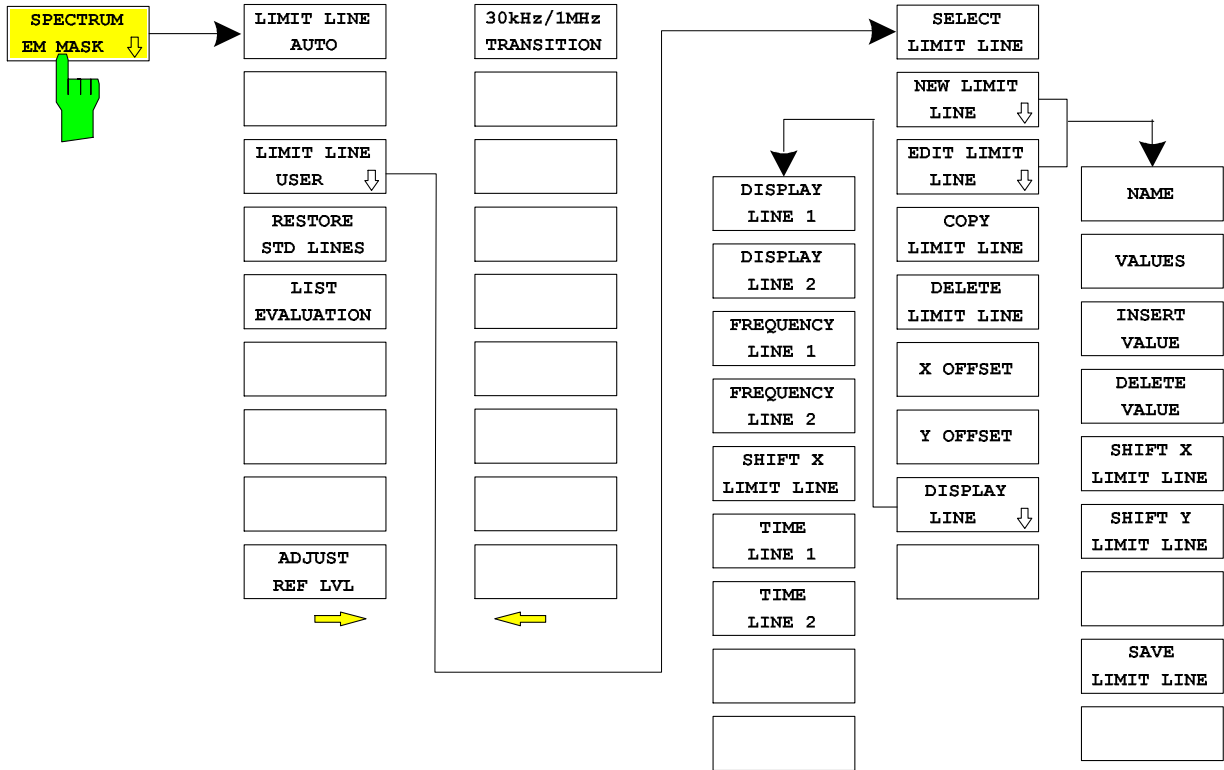 SPECTRUM
EM MASK
LIMIT LINE
AUTO
LIMIT LINE
USER
RESTORE
STD LINES
LIST
EVALUATION
ADJUST
REF LVL
30kHz/1MHz
TRANSITION
DISPLAY
LINE 1
DISPLAY
LINE 2
FREQUENCY
LINE 1
FREQUENCY
LINE 2
SHIFT X
LIMIT LINE
TIME
LINE 1
TIME
LINE 2
SELECT
LIMIT LINE
NEW LIMIT
LINE
EDIT LIMIT
LINE
COPY
LIMIT LINE
DELETE
LIMIT LINE
X OFFSET
Y OFFSET
DISPLAY
LINE
NAME
VALUES
INSERT
VALUE
DELETE
VALUE
SHIFT X
LIMIT LINE
SHIFT Y
LIMIT LINE
SAVE
LIMIT LINE